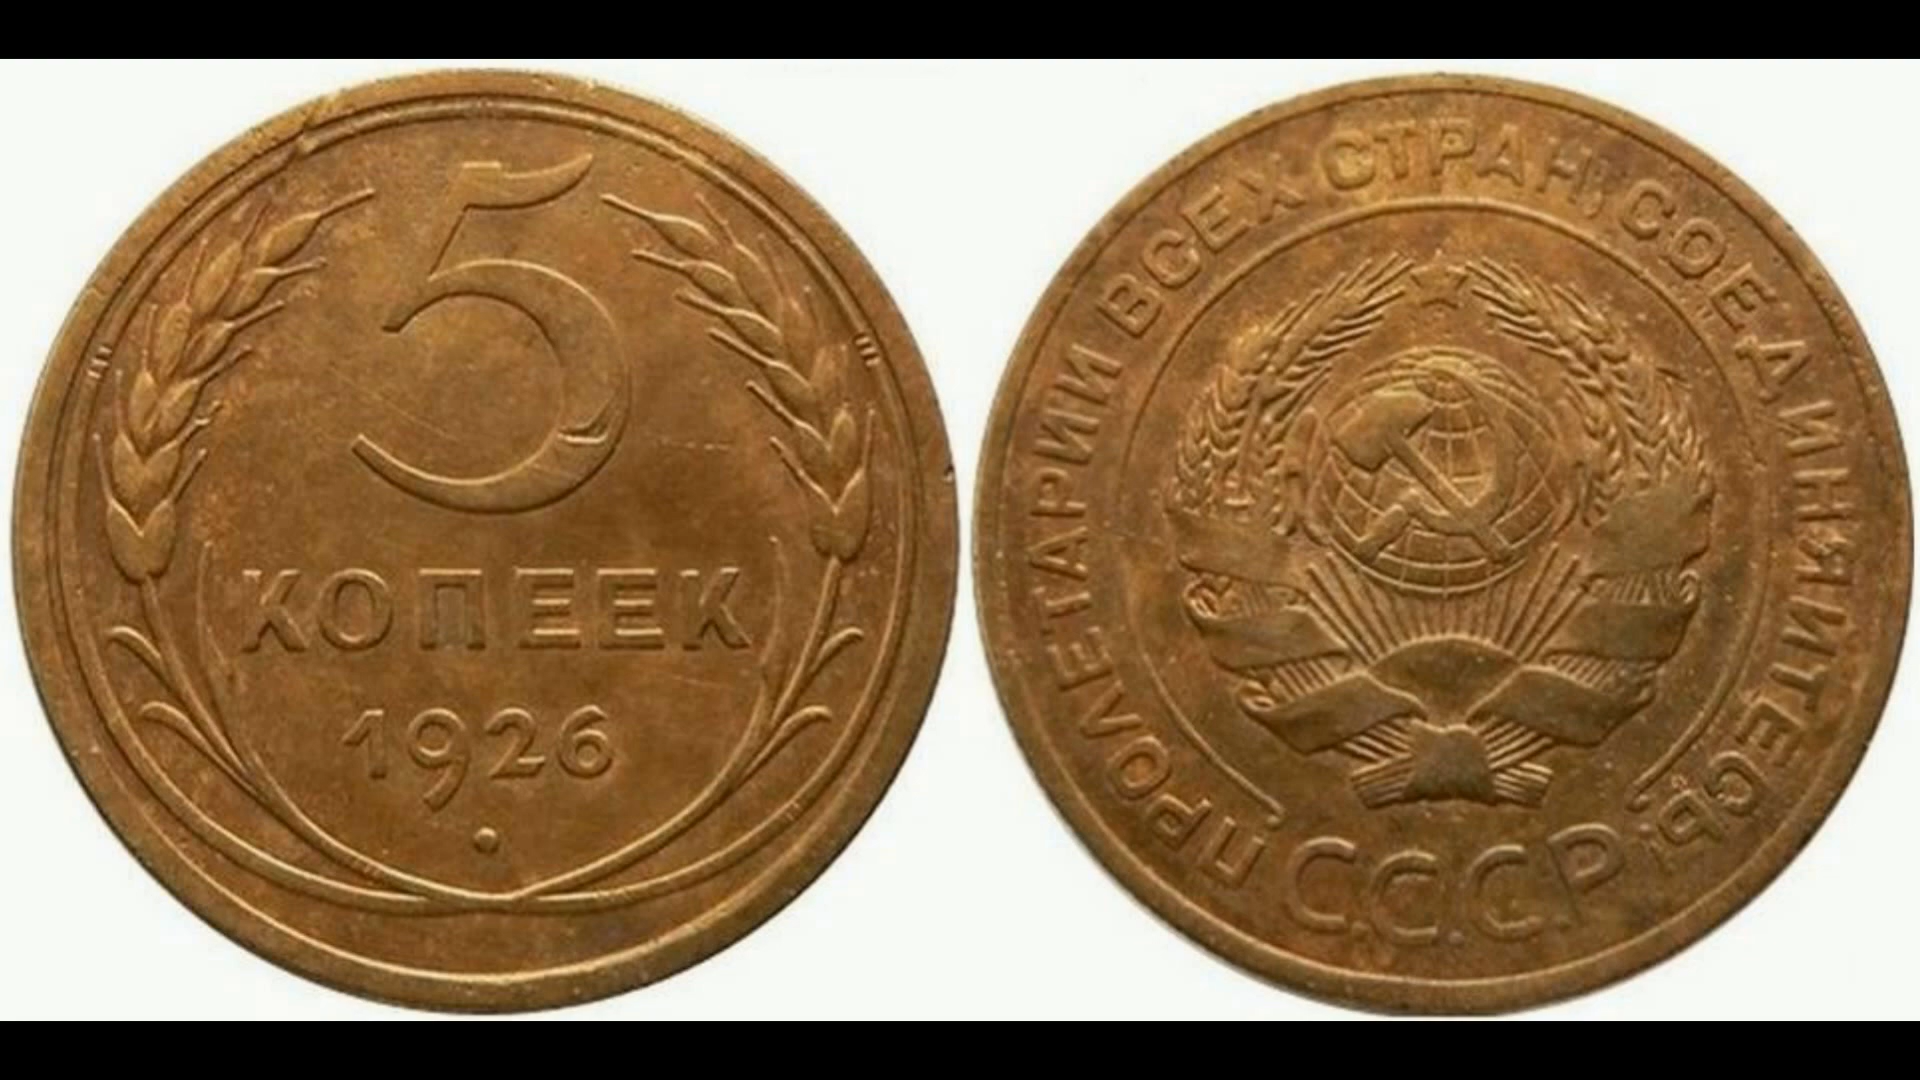 5
КОПЕЕК
1926
ПРОЛЕТАРИИ ВСЕХ СТРАН, СОЕДИНЯЙТЕСЬ!
С.С.С.Р.